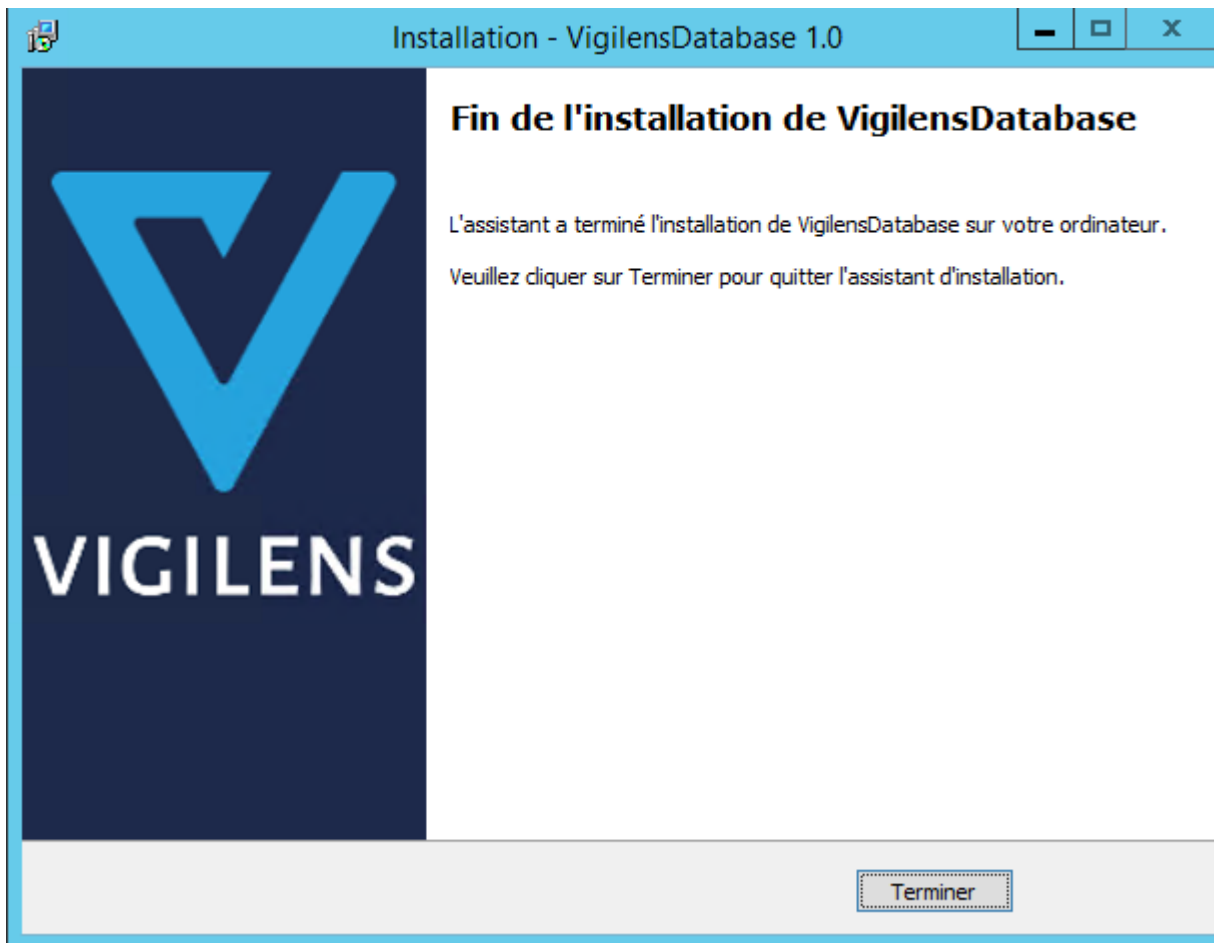 Installation - VigilensDatabase 1.0
Fin de l'installation de VigilensDatabase
L'assistant a terminé l'installation de VigilensDatabase sur votre ordinateur.
Veuillez cliquer sur Terminer pour quitter l'assistant d'installation.
VIGILENS
Terminer